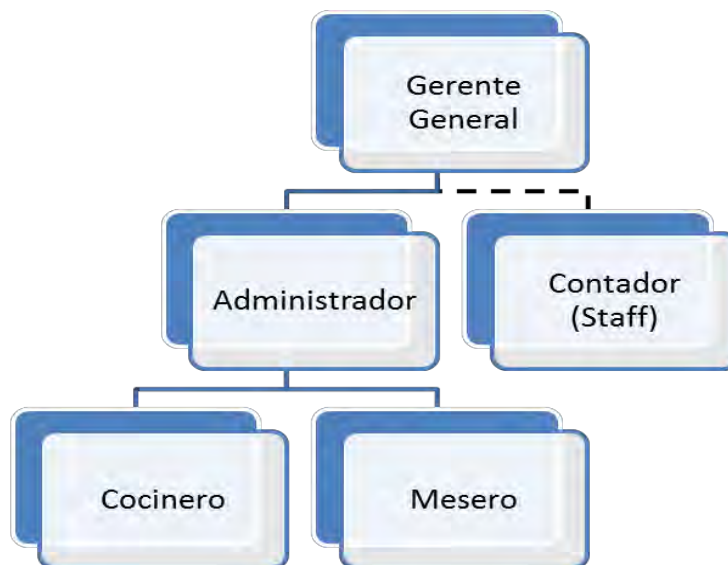 Gerente
General
Administrador
Contador
(Staff)
Cocinero
Mesero